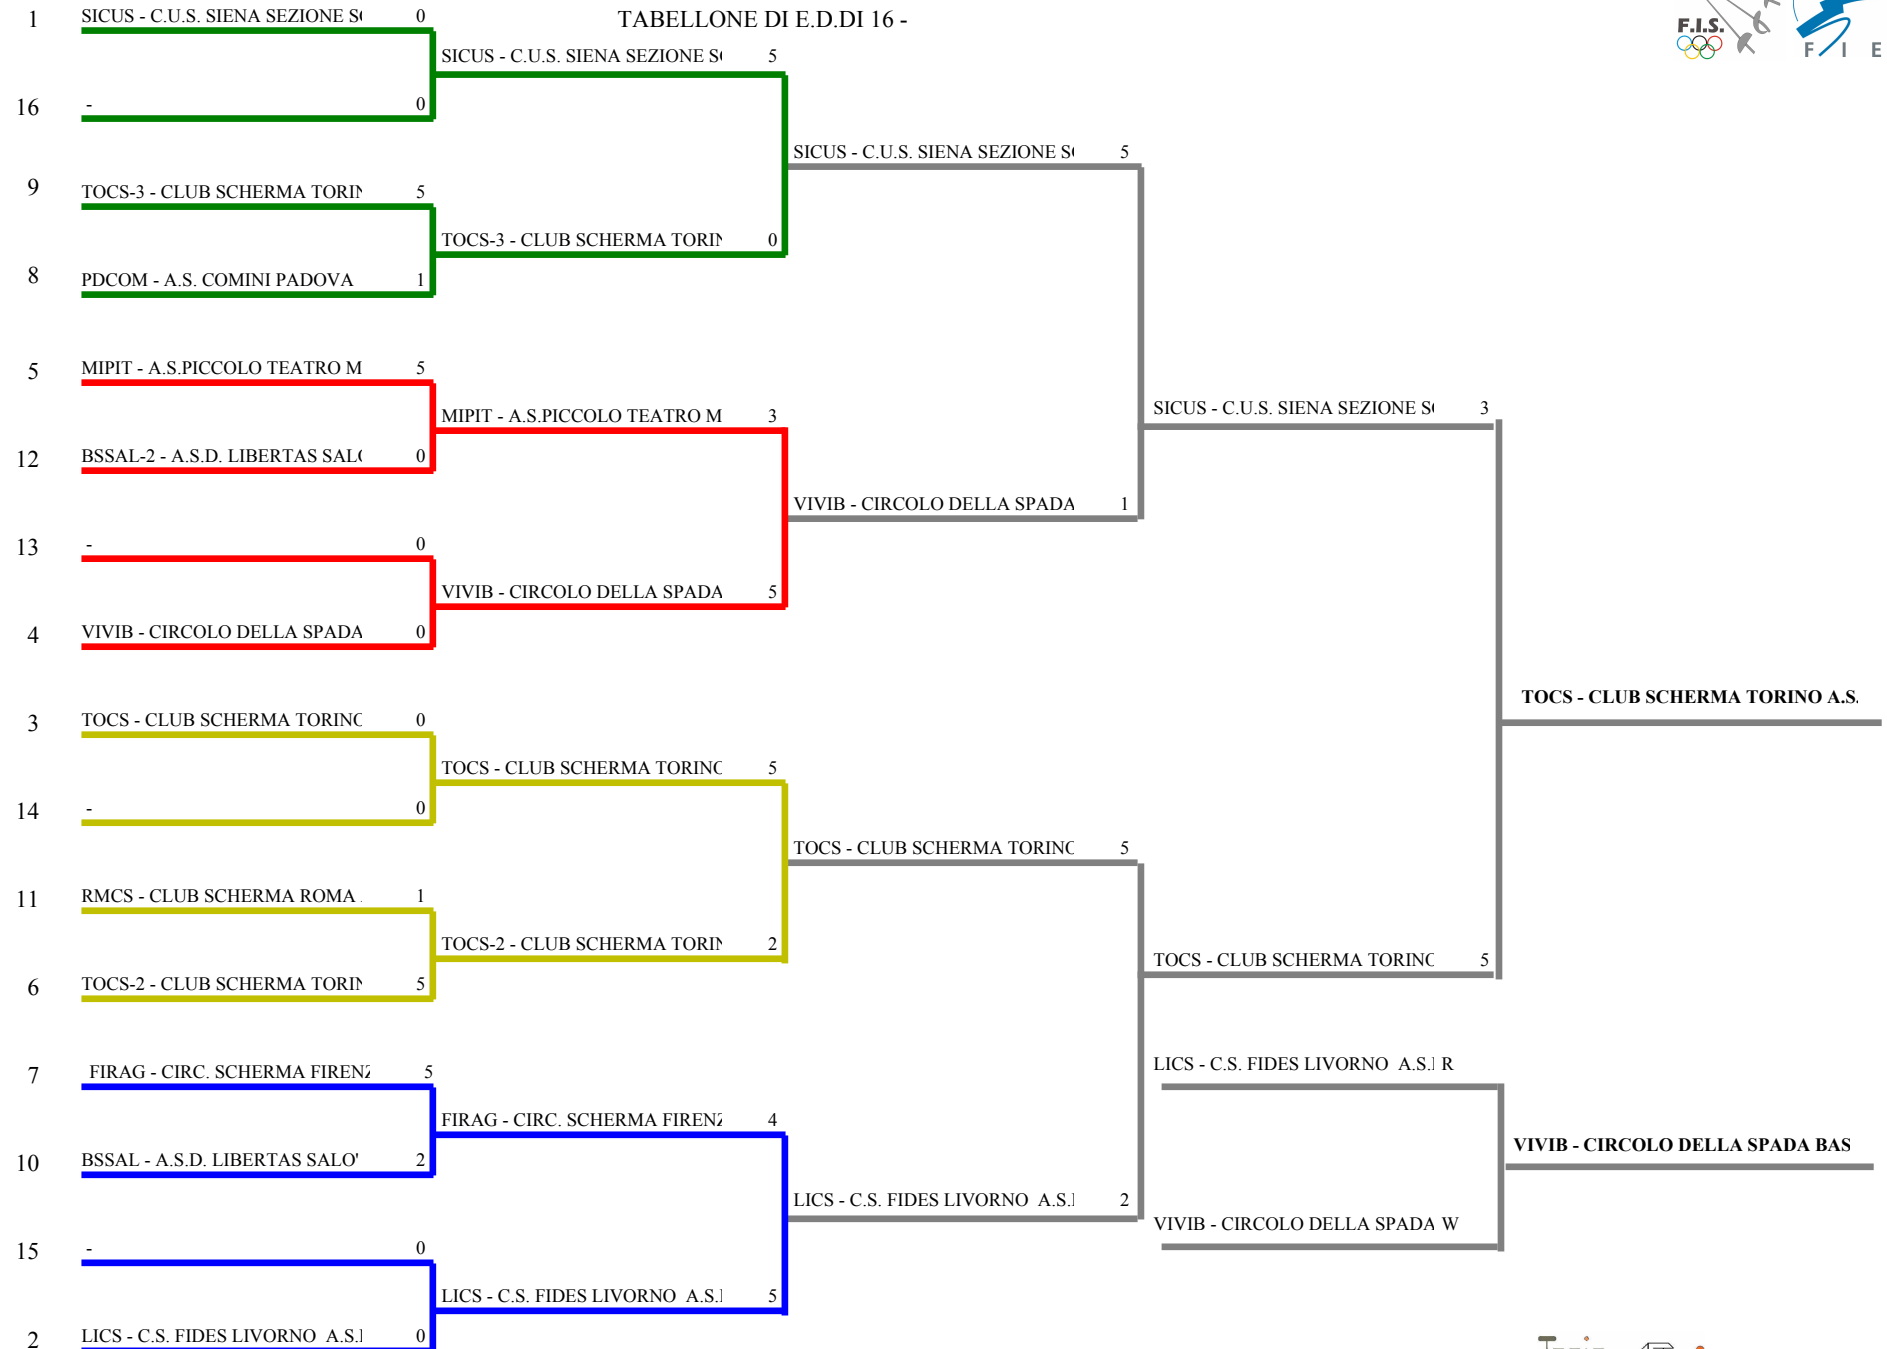 TABELLONE DI E.D.DI 16 -
F.I.S.
F I E
1 SICUS - C.U.S. SIENA SEZIONE S 0
SICUS - C.U.S. SIENA SEZIONE S 5
16 - 0
SICUS - C.U.S. SIENA SEZIONE S 5
9 TOCS-3 - CLUB SCHERMA TORIN 5
TOCS-3 - CLUB SCHERMA TORIN 0
8 PDCOM - A.S. COMINI PADOVA 1
5 MIPIT - A.S.PICCOLO TEATRO M 5
MIPIT - A.S.PICCOLO TEATRO M 3
SICUS - C.U.S. SIENA SEZIONE S 3
12 BSSAL-2 - A.S.D. LIBERTAS SAL 0
VIVIB - CIRCOLO DELLA SPADA 1
13 - 0
VIVIB - CIRCOLO DELLA SPADA 5
4 VIVIB - CIRCOLO DELLA SPADA 0
TOCS - CLUB SCHERMA TORINO A.S.
3 TOCS - CLUB SCHERMA TORINO 0
TOCS - CLUB SCHERMA TORINO 5
14 - 0
TOCS - CLUB SCHERMA TORINO 5
11 RMCS - CLUB SCHERMA ROMA 1
TOCS-2 - CLUB SCHERMA TORIN 2
TOCS - CLUB SCHERMA TORINO 5
6 TOCS-2 - CLUB SCHERMA TORIN 5
LICS - C.S. FIDES LIVORNO A.S. R
7 FIRAG - CIRC. SCHERMA FIRENZ 5
FIRAG - CIRC. SCHERMA FIRENZ 4
VIVIB - CIRCOLO DELLA SPADA BAS
10 BSSAL - A.S.D. LIBERTAS SALO' 2
LICS - C.S. FIDES LIVORNO A.S. 2
VIVIB - CIRCOLO DELLA SPADA W
15 - 0
LICS - C.S. FIDES LIVORNO A.S. 5
2 LICS - C.S. FIDES LIVORNO A.S. 0